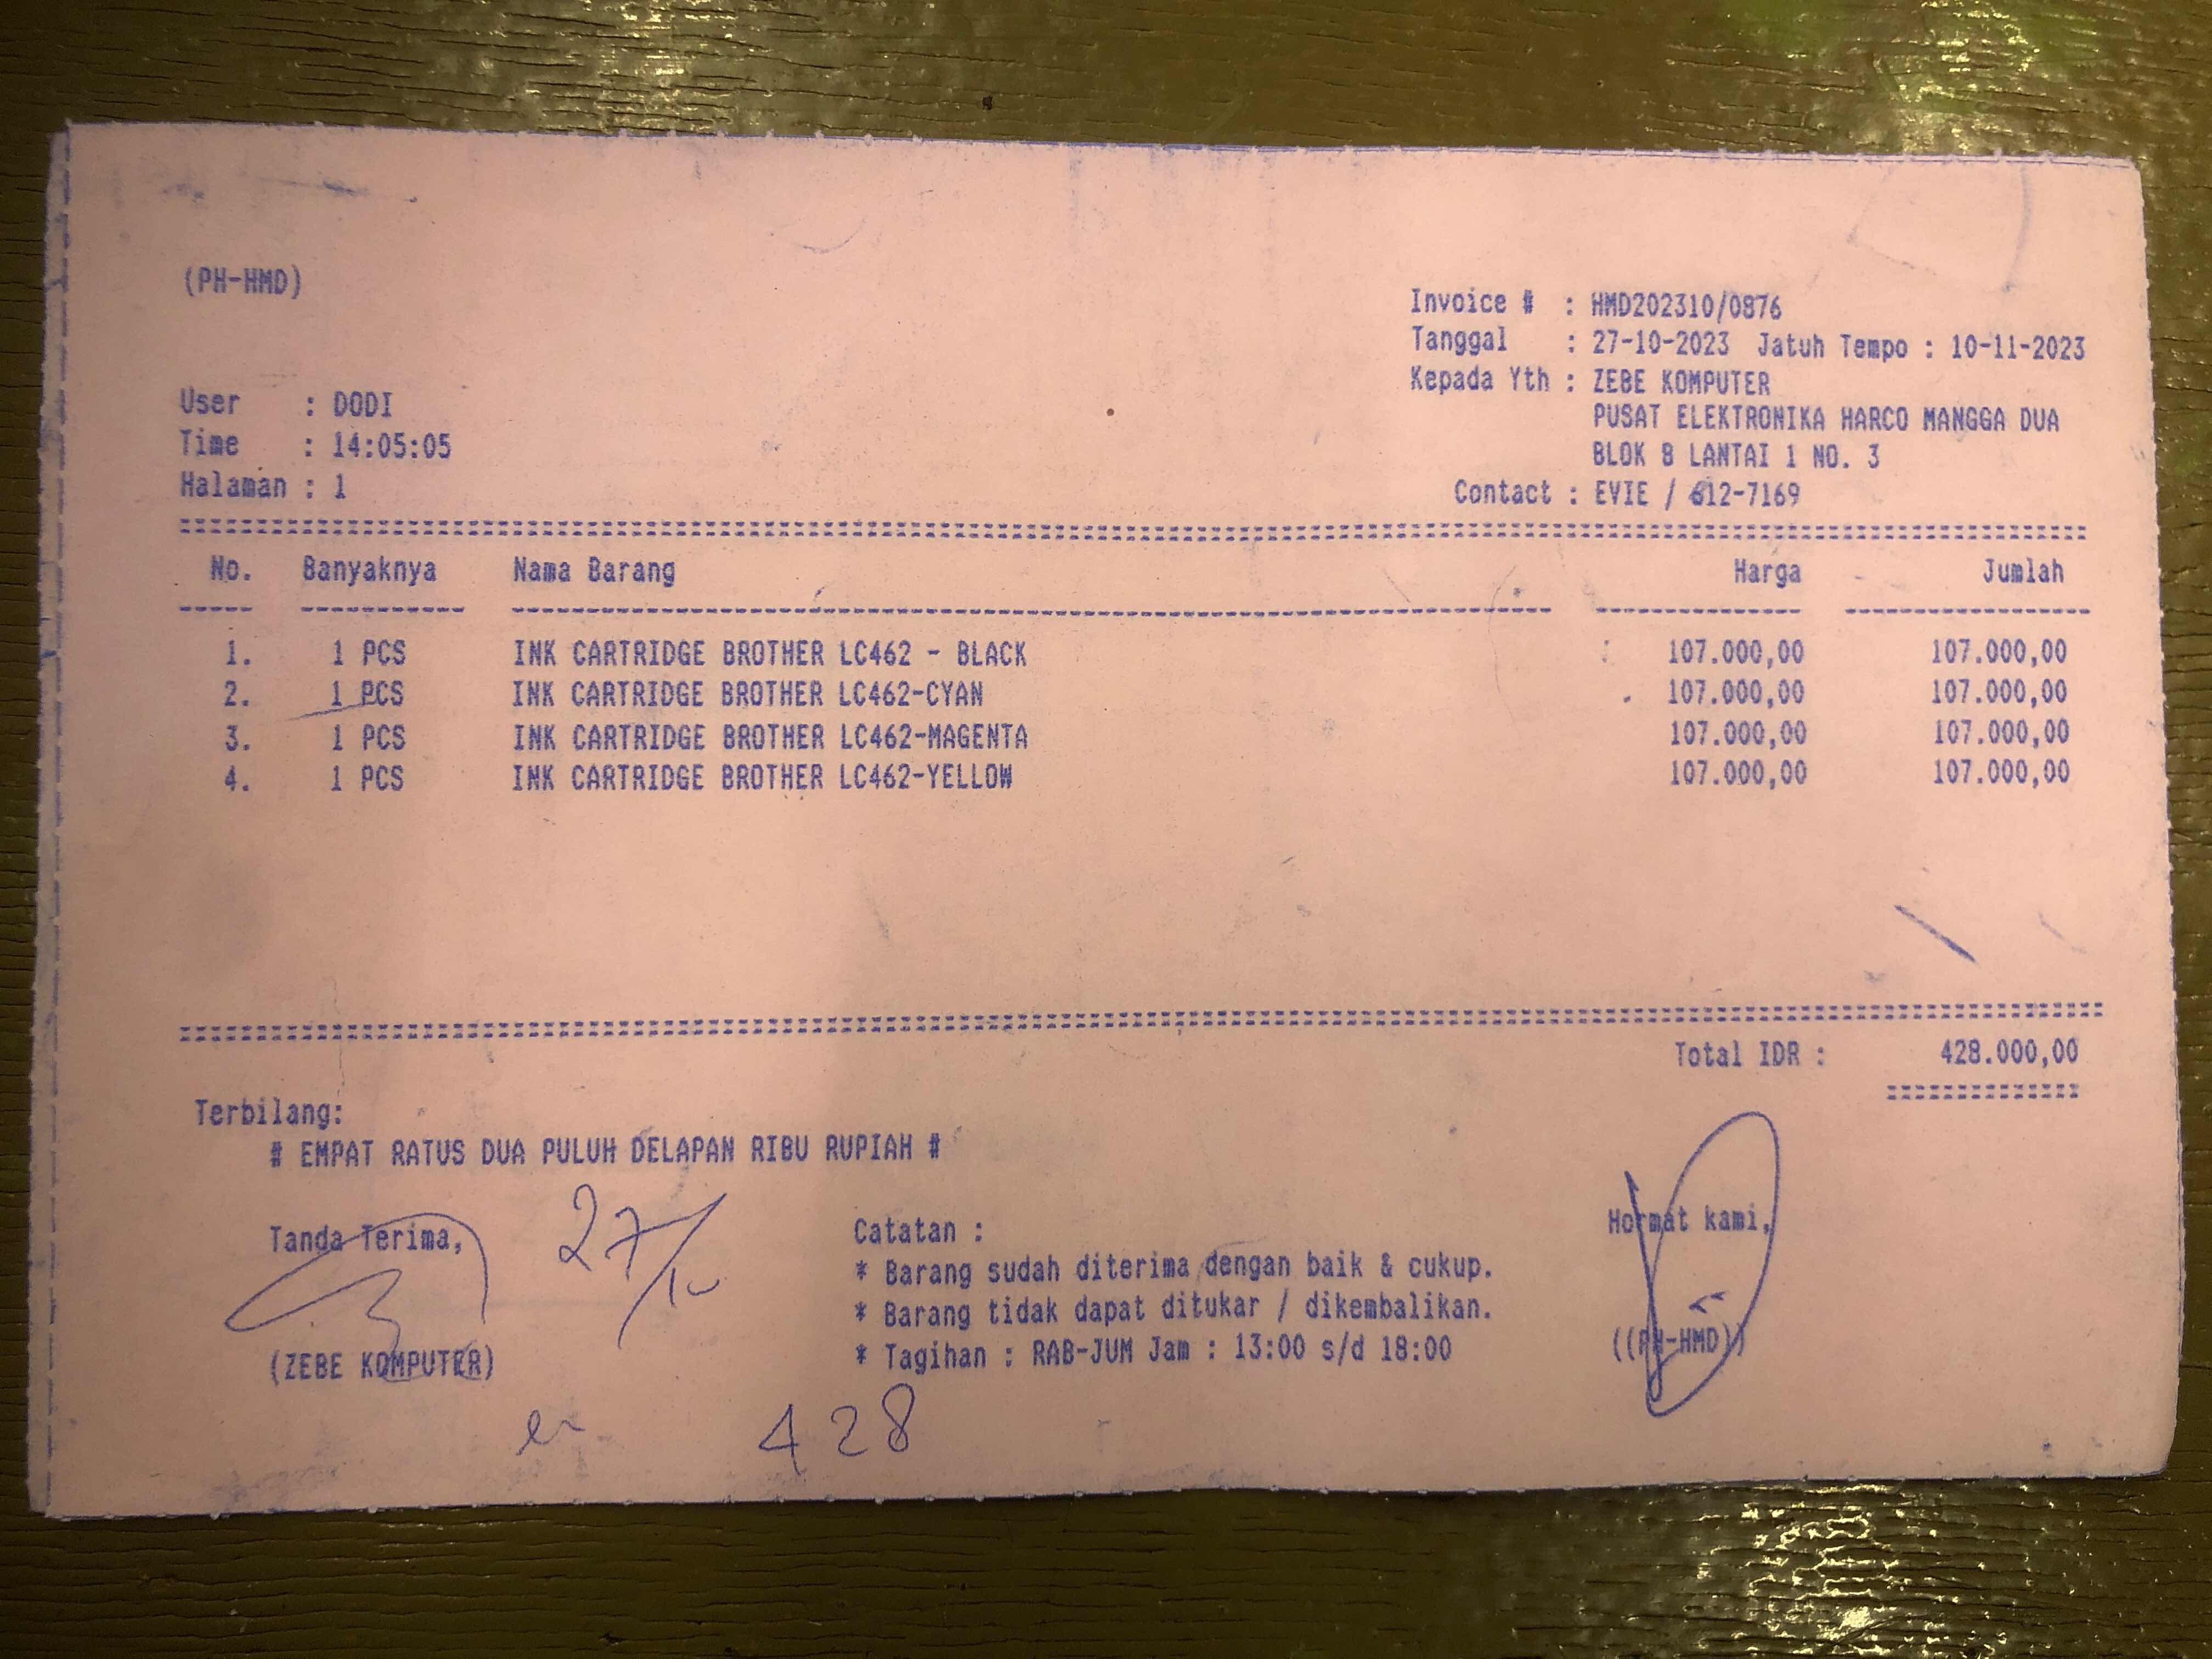 (PH-HMD)
Invoice # : HMD202310/0876
Tanggal : 27-10-2023 Jatuh Tempo : 10-11-2023
Kepada Yth : ZEBE KOMPUTER
PUSAT ELEKTRONIKA HARCO MANGGA DUA
BLOK B LANTAI 1 NO. 3
Contact : EVIE / 612-7169
User : DODI
Time : 14:05:05
Halaman : 1
No. Banyaknya Nama Barang Harga Jumlah
1. 1 PCS INK CARTRIDGE BROTHER LC462 - BLACK 107.000,00 107.000,00
2. 1 PCS INK CARTRIDGE BROTHER LC462-CYAN 107.000,00 107.000,00
3. 1 PCS INK CARTRIDGE BROTHER LC462-MAGENTA 107.000,00 107.000,00
4. 1 PCS INK CARTRIDGE BROTHER LC462-YELLOW 107.000,00 107.000,00
Total IDR : 428.000,00
Terbilang:
# EMPAT RATUS DUA PULUH DELAPAN RIBU RUPIAH #
Tanda Terima,
27/10
(ZEBE KOMPUTER)
Catatan :
* Barang sudah diterima dengan baik & cukup.
* Barang tidak dapat ditukar / dikembalikan.
* Tagihan : RAB-JUM Jam : 13:00 s/d 18:00
Hormat kami,
((PH-HMD))
428